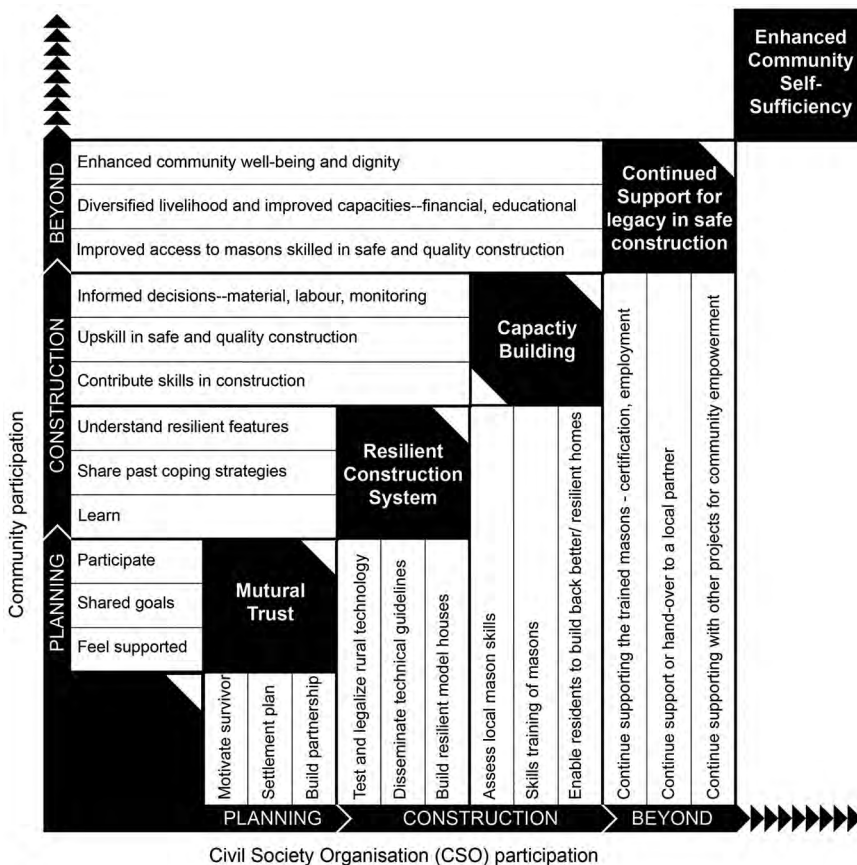 Enhanced
Community
Self-
Sufficiency
BEYOND
Enhanced community well-being and dignity
Diversified livelihood and improved capacities--financial, educational
Improved access to masons skilled in safe and quality construction
Continued
Support for
legacy in safe
construction
CONSTRUCTION
Informed decisions--material, labour, monitoring
Upskill in safe and quality construction
Contribute skills in construction
Capactiy
Building
Understand resilient features
Share past coping strategies
Learn
Resilient
Construction
System
PLANNING
Participate
Shared goals
Feel supported
Mutural
Trust
Community participation
Motivate survivor
Settlement plan
Build partnership
Test and legalize rural technology
Disseminate technical guidelines
Build resilient model houses
Assess local mason skills
Skills training of masons
Enable residents to build back better/ resilient homes
Continue supporting the trained masons - certification, employment
Continue support or hand-over to a local partner
Continue supporting with other projects for community empowerment
PLANNING
CONSTRUCTION
BEYOND
Civil Society Organisation (CSO) participation